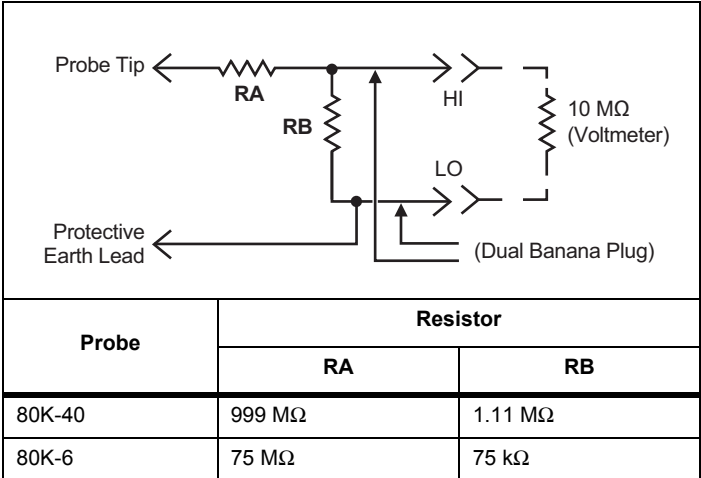 Probe Tip
RA
RB
HI
10 MΩ
(Voltmeter)
LO
Protective
Earth Lead
(Dual Banana Plug)
Probe
Resistor
RA RB
80K-40 999 MΩ 1.11 MΩ
80K-6 75 MΩ 75 kΩ